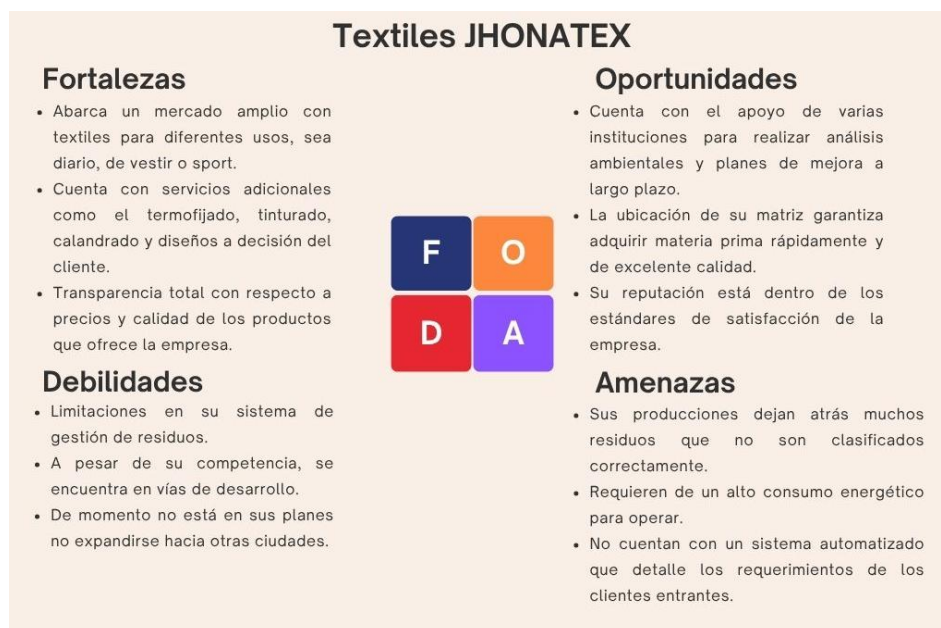 Textiles JHONATEX
Fortalezas
Abarca un mercado amplio con
textiles para diferentes usos, sea
diario, de vestir o sport.
Cuenta con servicios adicionales
como el termofijado, tinturado,
calandrado y diseños a decisión del
cliente.
Transparencia total con respecto a
precios y calidad de los productos
que ofrece la empresa.
Oportunidades
Cuenta con el apoyo de varias
instituciones para realizar análisis
ambientales y planes de mejora a
largo plazo.
La ubicación de su matriz garantiza
adquirir materia prima rápidamente y
de excelente calidad.
Su reputación está dentro de los
estándares de satisfacción de la
empresa.
F O
D A
Debilidades
Limitaciones en su sistema de
gestión de residuos.
A pesar de su competencia, se
encuentra en vías de desarrollo.
De momento no está en sus planes
no expandirse hacia otras ciudades.
Amenazas
Sus producciones dejan atrás muchos
residuos que no son clasificados
correctamente.
Requieren de un alto consumo energético
para operar.
No cuentan con un sistema automatizado
que detalle los requerimientos de los
clientes entrantes.